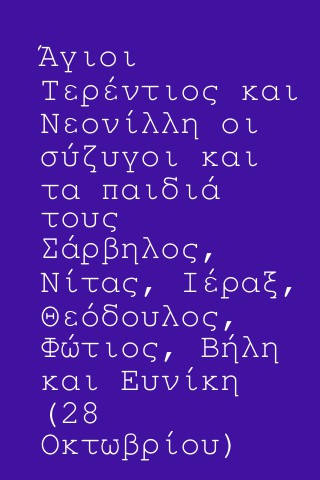 Άγιοι
Τερέντιος και
Νεονίλλη οι
σύζυγοι και
τα παιδιά
τους
Σάρβηλος,
Νίτας, Ιέραξ,
Θεόδουλος,
Φώτιος, Βήλη
και Ευνίκη
(28
Οκτωβρίου)